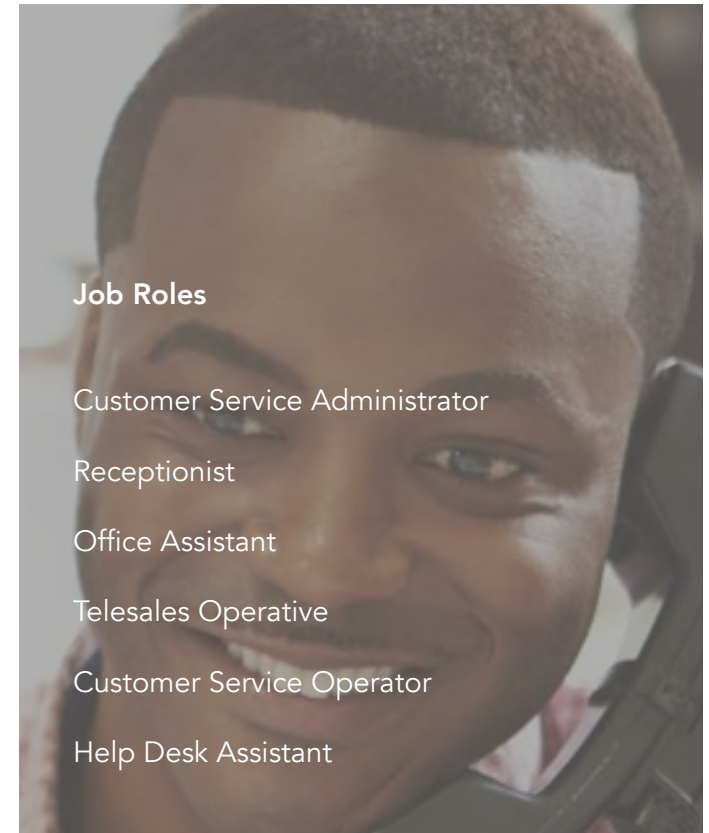 Job Roles
Customer Service Administrator
Receptionist
Office Assistant
Telesales Operative
Customer Service Operator
Help Desk Assistant